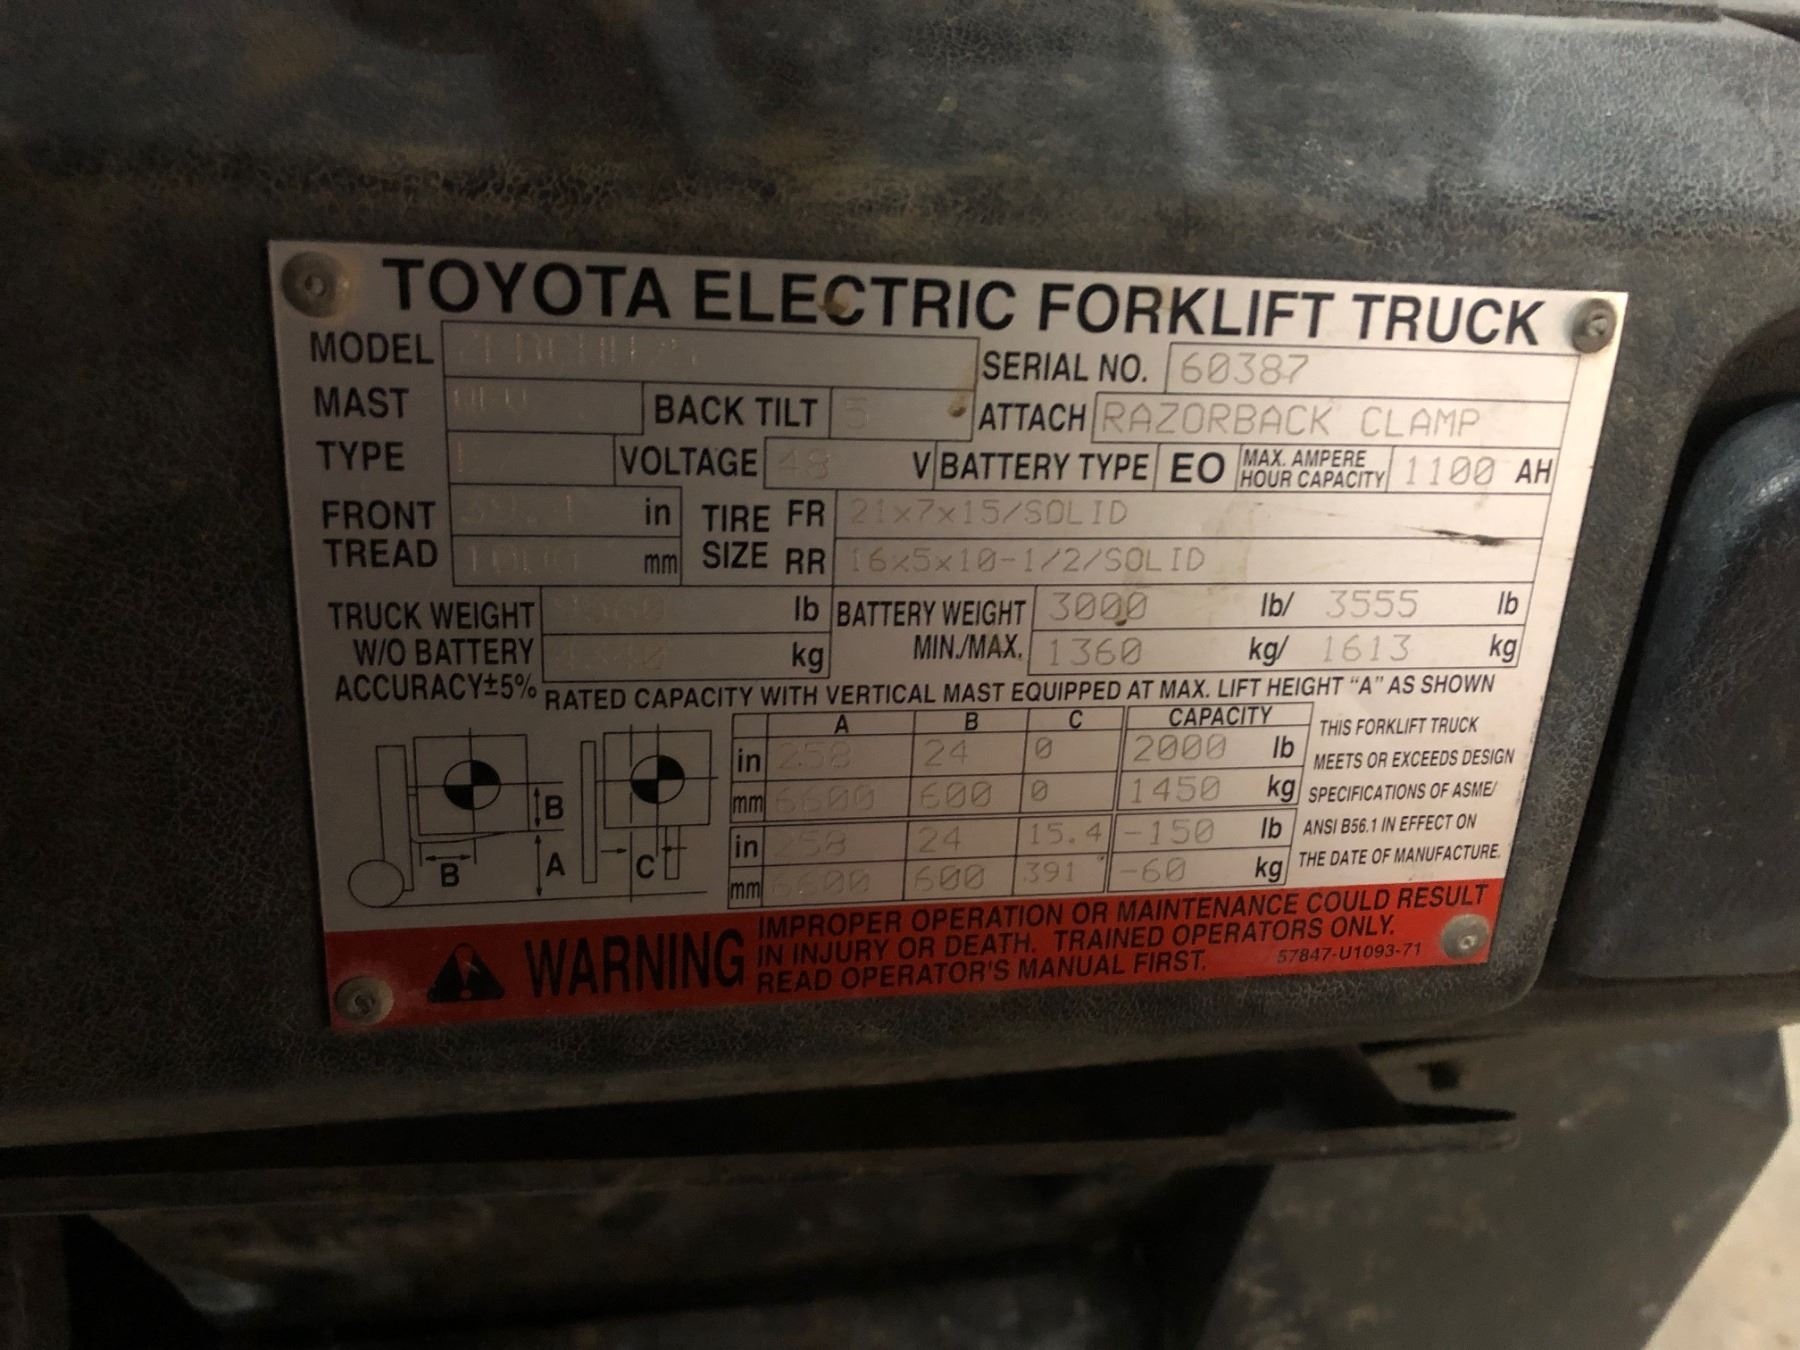 TOYOTA ELECTRIC FORKLIFT TRUCK
MODEL SERIAL NO. 60387
MAST BACK TILT 5 ATTACH RAZORBACK CLAMP
TYPE VOLTAGE 48 V BATTERY TYPE EO MAX. AMPERE HOUR CAPACITY 1100 AH
FRONT TREAD in TIRE SIZE FR 21x7x15/SOLID
mm RR 16x5x10-1/2/SOLID
TRUCK WEIGHT lb BATTERY WEIGHT 3000 lb/ 3555 lb
W/O BATTERY kg MIN./MAX. 1360 kg/ 1613 kg
ACCURACY±5% RATED CAPACITY WITH VERTICAL MAST EQUIPPED AT MAX. LIFT HEIGHT "A" AS SHOWN
A B C CAPACITY
in 258 24 0 2000 lb
mm 6600 600 0 1450 kg
in 258 24 15.4 -150 lb
mm 6600 600 391 -60 kg
B
B A C
THIS FORKLIFT TRUCK
MEETS OR EXCEEDS DESIGN
SPECIFICATIONS OF ASME/
ANSI B56.1 IN EFFECT ON
THE DATE OF MANUFACTURE.
WARNING
IMPROPER OPERATION OR MAINTENANCE COULD RESULT
IN INJURY OR DEATH. TRAINED OPERATORS ONLY.
READ OPERATOR'S MANUAL FIRST. 57847-U1093-71